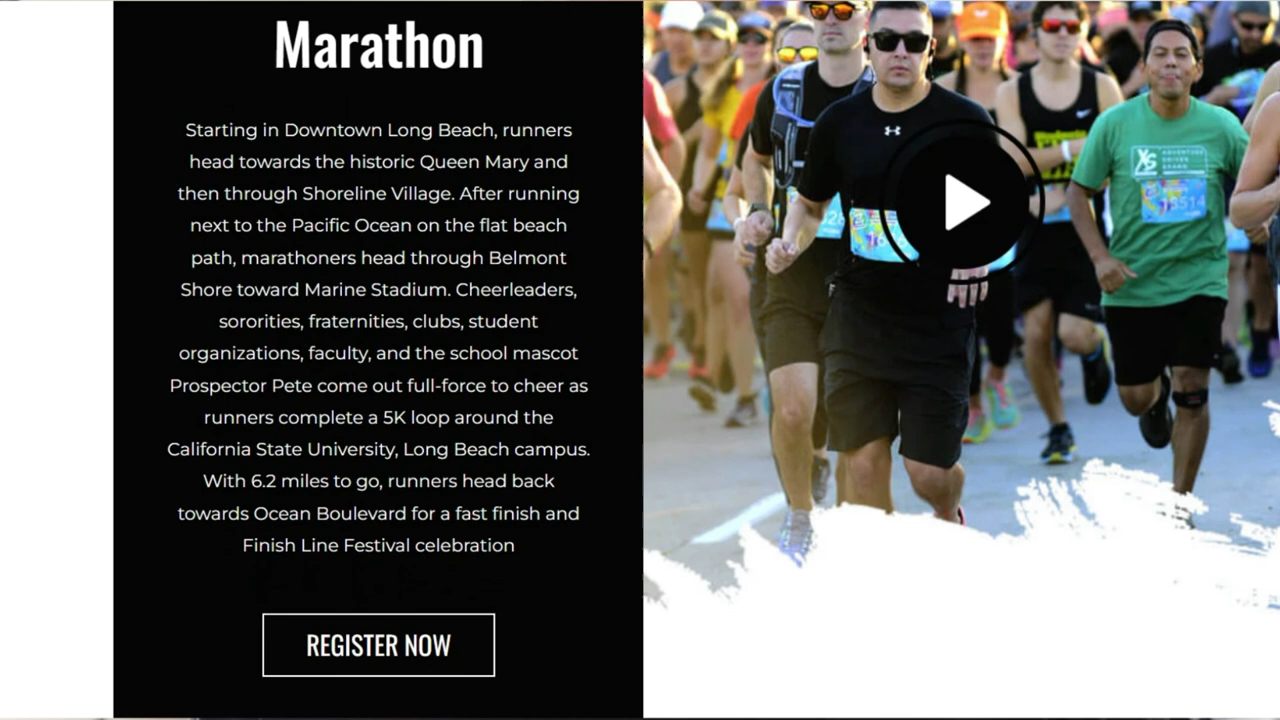 Marathon
Starting in Downtown Long Beach, runners
head towards the historic Queen Mary and
then through Shoreline Village. After running
next to the Pacific Ocean on the flat beach
path, marathoners head through Belmont
Shore toward Marine Stadium. Cheerleaders,
sororities, fraternities, clubs, student
organizations, faculty, and the school mascot
Prospector Pete come out full-force to cheer as
runners complete a 5K loop around the
California State University, Long Beach campus.
With 6.2 miles to go, runners head back
towards Ocean Boulevard for a fast finish and
Finish Line Festival celebration
REGISTER NOW
XS
13514